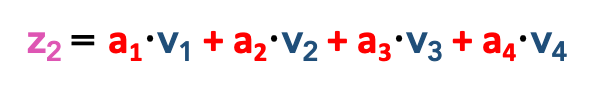 z₂ = a₁·v₁ + a₂·v₂ + a₃·v₃ + a₄·v₄